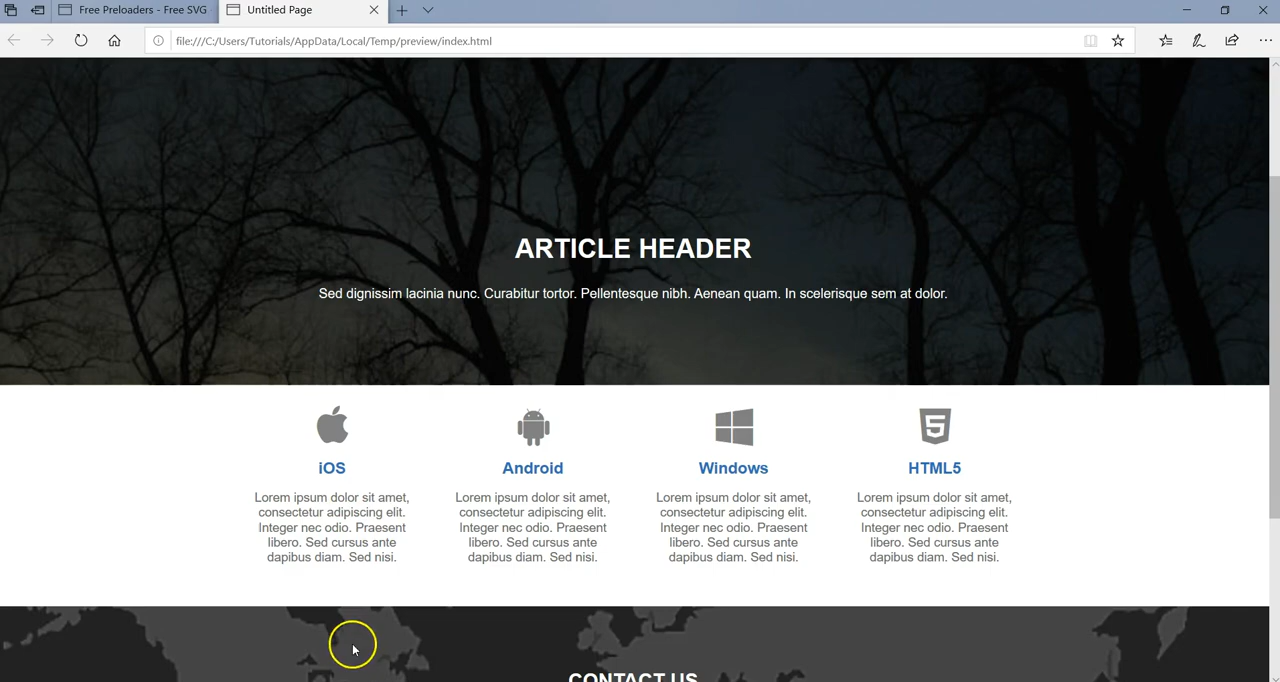 Free Preloaders - Free SVG
Untitled Page
file:///C:/Users/Tutorials/AppData/Local/Temp/preview/index.html
ARTICLE HEADER
Sed dignissim lacinia nunc. Curabitur tortor. Pellentesque nibh. Aenean quam. In scelerisque sem at dolor.
iOS
Lorem ipsum dolor sit amet,
consectetur adipiscing elit.
Integer nec odio. Praesent
libero. Sed cursus ante
dapibus diam. Sed nisi.
Android
Lorem ipsum dolor sit amet,
consectetur adipiscing elit.
Integer nec odio. Praesent
libero. Sed cursus ante
dapibus diam. Sed nisi.
Windows
Lorem ipsum dolor sit amet,
consectetur adipiscing elit.
Integer nec odio. Praesent
libero. Sed cursus ante
dapibus diam. Sed nisi.
HTML5
Lorem ipsum dolor sit amet,
consectetur adipiscing elit.
Integer nec odio. Praesent
libero. Sed cursus ante
dapibus diam. Sed nisi.
CONTACT US